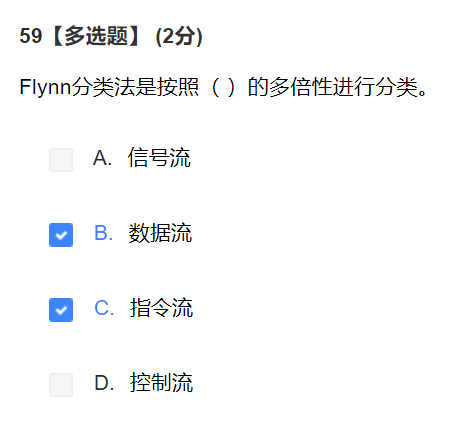 59【多选题】 (2分)
Flynn分类法是按照（ ）的多倍性进行分类。
A. 信号流
B. 数据流
C. 指令流
D. 控制流